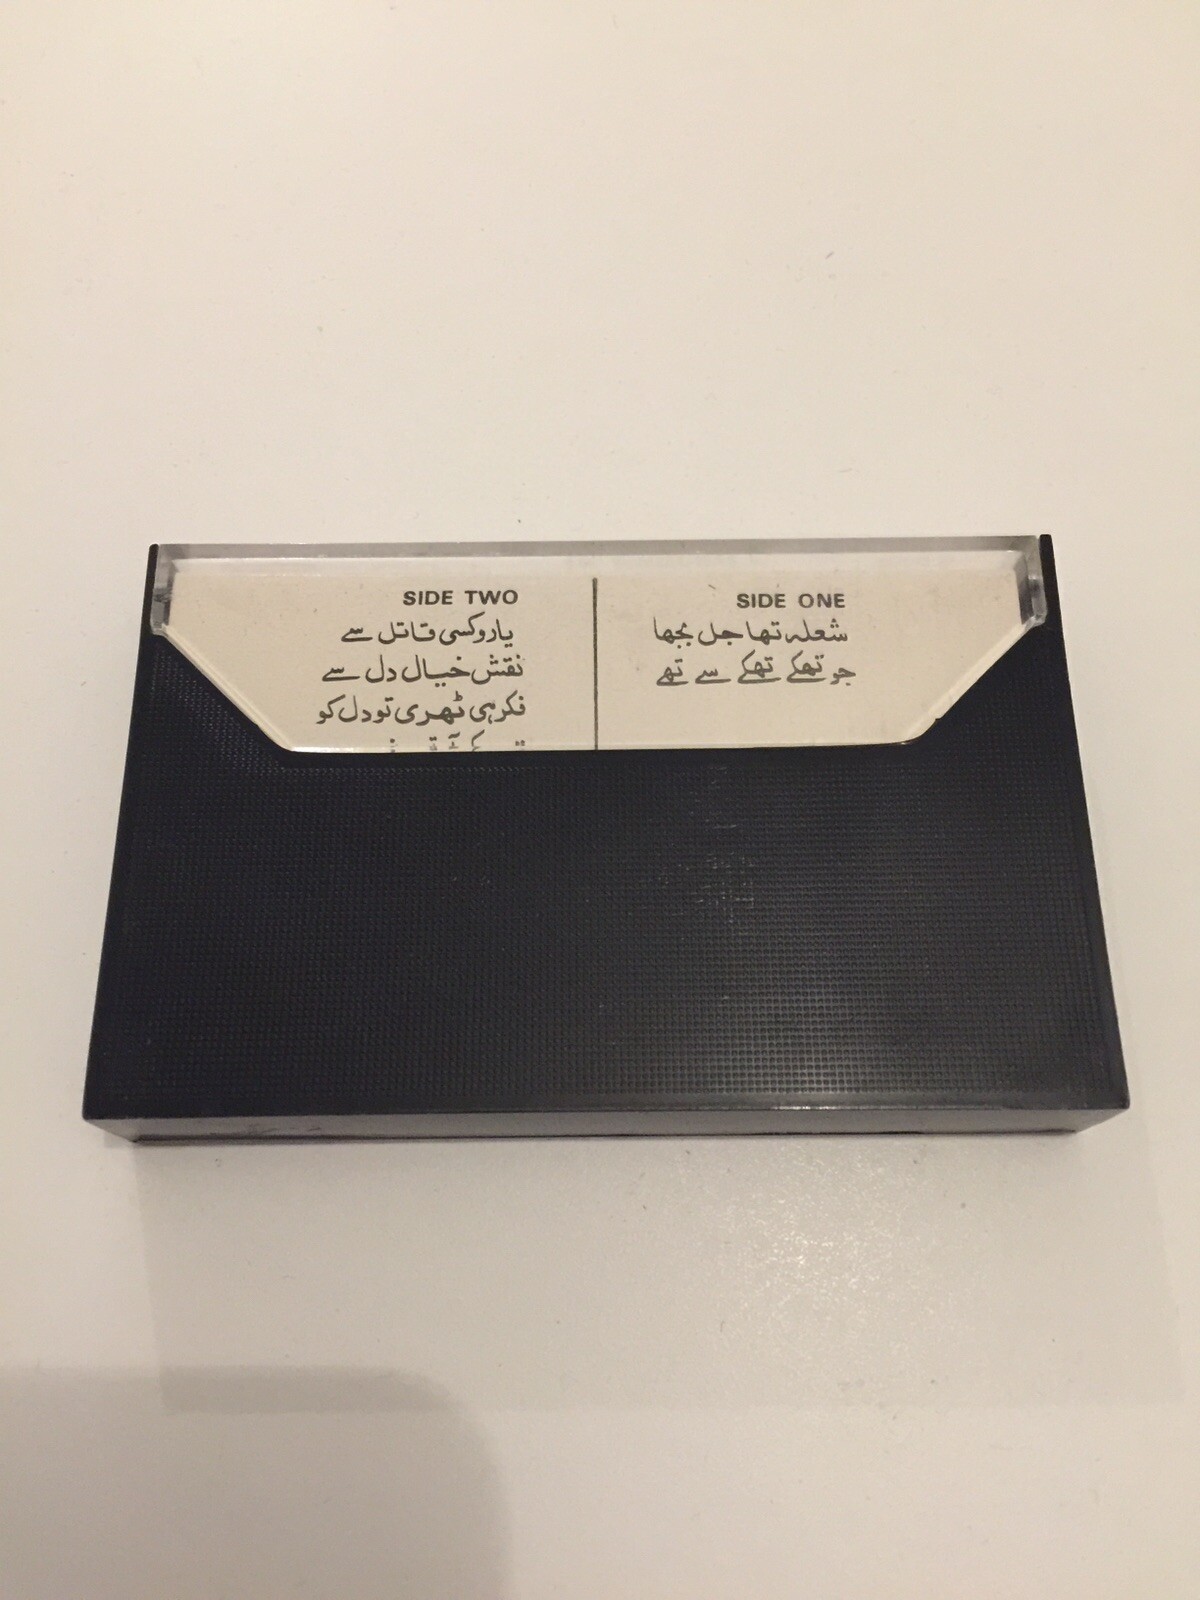 SIDE ONE
شعلہ تھا جل بجھا
جو تھکے تھکے سے تھے
SIDE TWO
یارو کسی قاتل سے
نقش خیال دل سے
فکر ہی ٹھہری تو دل کو